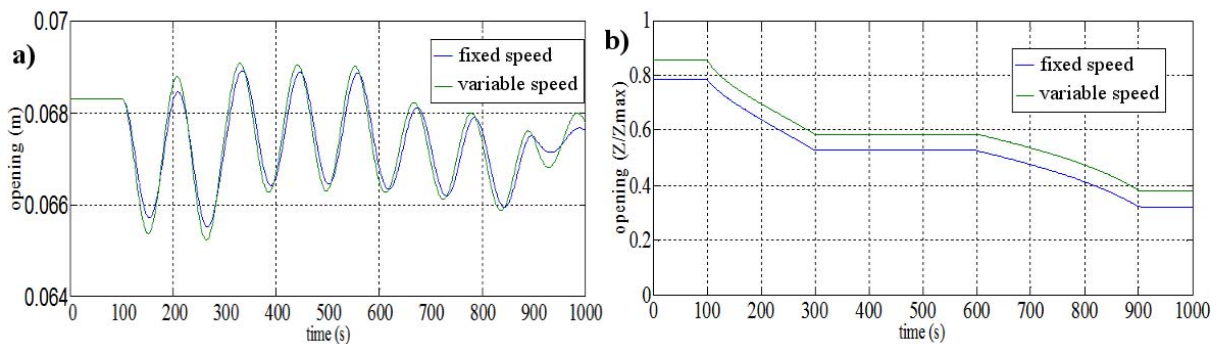 a)
0.07
0.068
0.066
0.064
opening (m)
fixed speed
variable speed
0 100 200 300 400 500 600 700 800 900 1000
time (s)
b)
1
0.8
0.6
0.4
0.2
0
opening (Z/Zmax)
fixed speed
variable speed
0 100 200 300 400 500 600 700 800 900 1000
time (s)